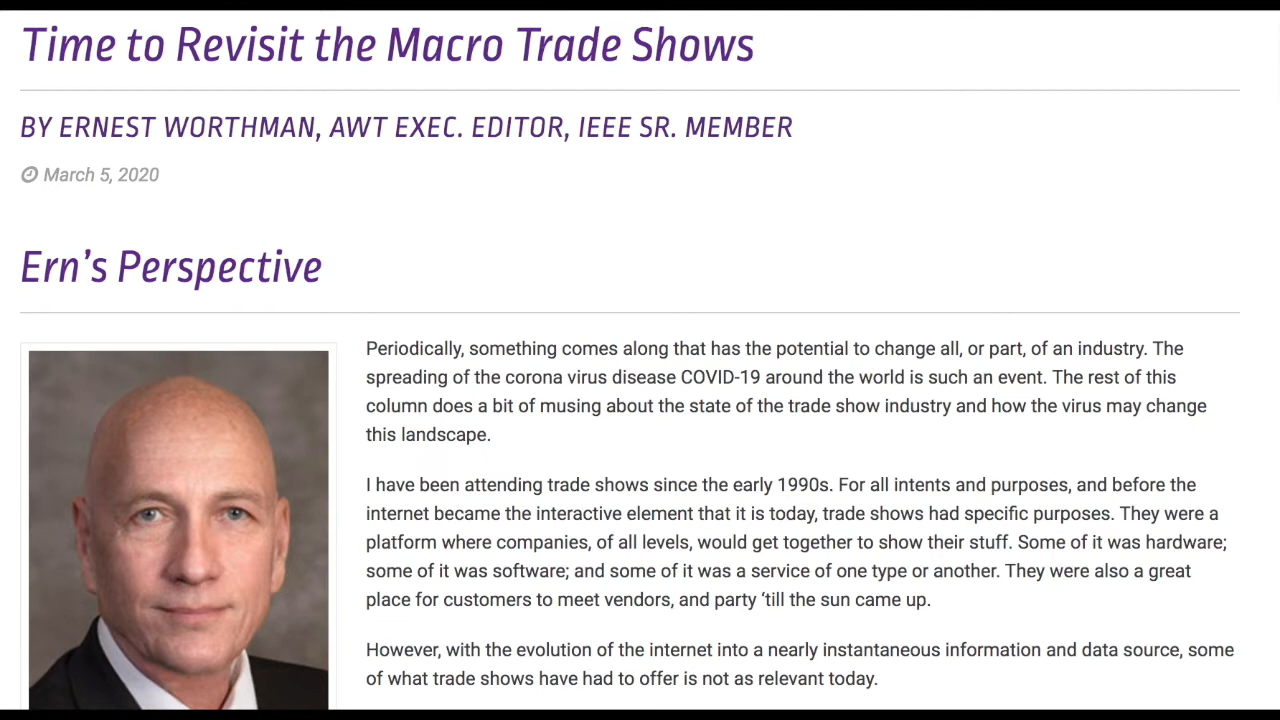 Time to Revisit the Macro Trade Shows
BY ERNEST WORTHMAN, AWT EXEC. EDITOR, IEEE SR. MEMBER
March 5, 2020
Ern’s Perspective
Periodically, something comes along that has the potential to change all, or part, of an industry. The
spreading of the corona virus disease COVID-19 around the world is such an event. The rest of this
column does a bit of musing about the state of the trade show industry and how the virus may change
this landscape.
I have been attending trade shows since the early 1990s. For all intents and purposes, and before the
internet became the interactive element that it is today, trade shows had specific purposes. They were a
platform where companies, of all levels, would get together to show their stuff. Some of it was hardware;
some of it was software; and some of it was a service of one type or another. They were also a great
place for customers to meet vendors, and party ‘till the sun came up.
However, with the evolution of the internet into a nearly instantaneous information and data source, some
of what trade shows have had to offer is not as relevant today.